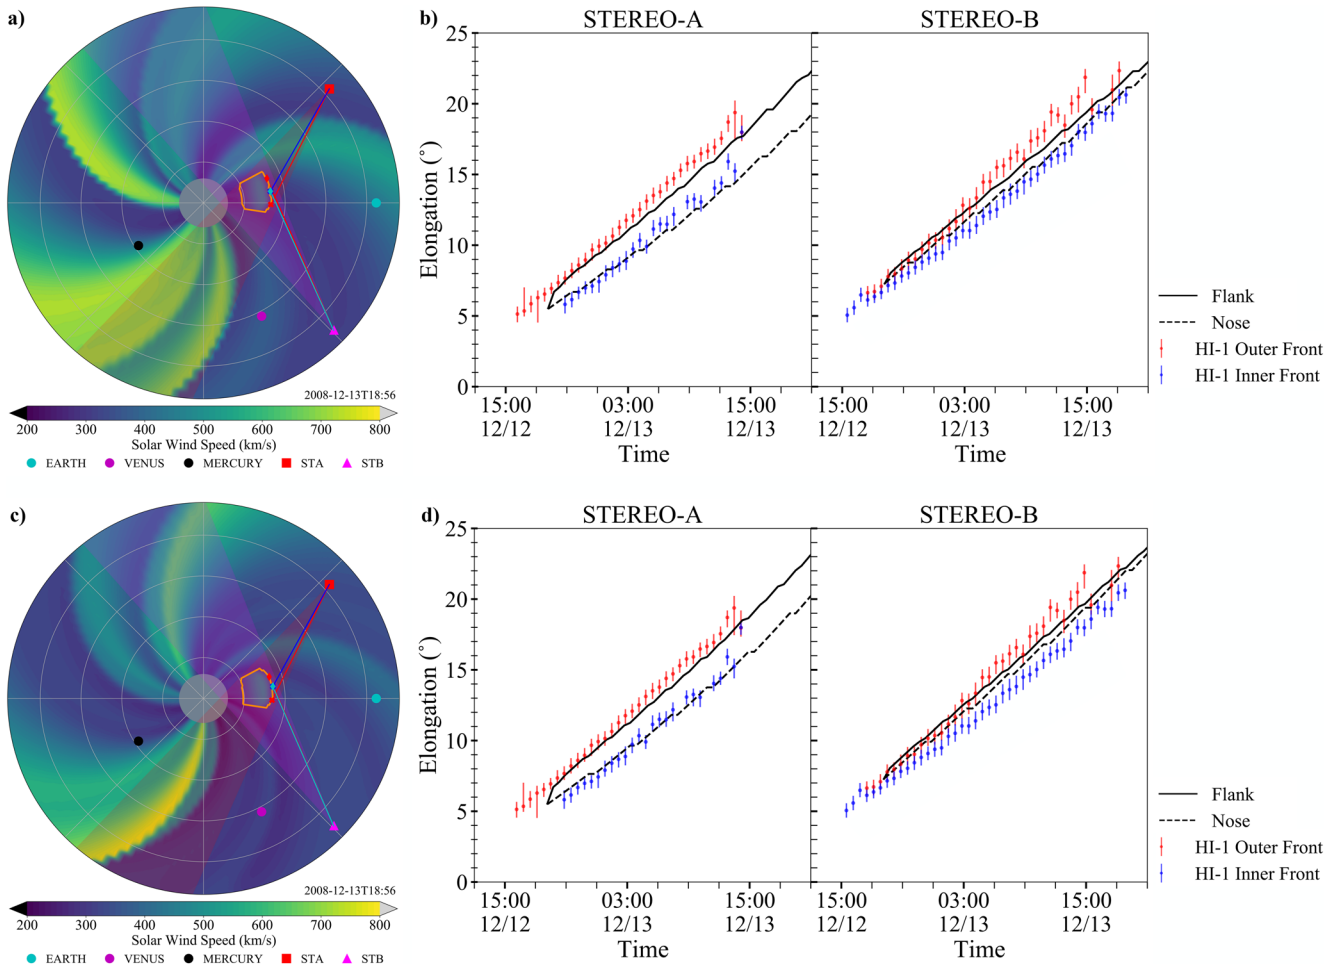 a)
2008-12-13T18:56
200 300 400 500 600 700 800
Solar Wind Speed (km/s)
EARTH VENUS MERCURY STA STB
b)
STEREO-A STEREO-B
25
20
15
10
5
0
Elongation (°)
15:00 03:00 15:00 03:00 15:00
12/12 12/13 12/13 12/13 12/13
Time Time
Flank
Nose
HI-1 Outer Front
HI-1 Inner Front
c)
2008-12-13T18:56
200 300 400 500 600 700 800
Solar Wind Speed (km/s)
EARTH VENUS MERCURY STA STB
d)
STEREO-A STEREO-B
25
20
15
10
5
0
Elongation (°)
15:00 03:00 15:00 15:00 03:00 15:00
12/12 12/13 12/13 12/12 12/13 12/13
Time Time
Flank
Nose
HI-1 Outer Front
HI-1 Inner Front